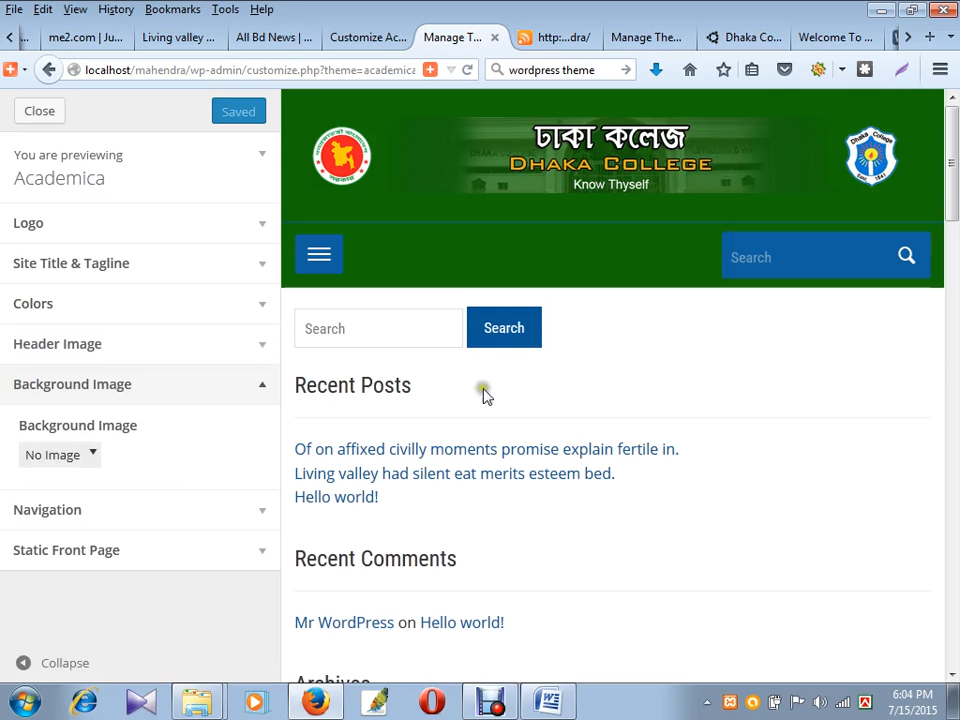 File Edit View History Bookmarks Tools Help
... me2.com | Ju... Living valley ... All Bd News | ... Customize Ac... Manage T... http:...dra/ Manage The... Dhaka Co... Welcome To ...
localhost/mahendra/wp-admin/customize.php?theme=academica wordpress theme
Close Saved
You are previewing
Academica
Logo
Site Title & Tagline
Colors
Header Image
Background Image
Background Image
No Image
Navigation
Static Front Page
Collapse
ঢাকা কলেজ
DHAKA COLLEGE
Know Thyself
Search
Search Search
Recent Posts
Of on affixed civilly moments promise explain fertile in.
Living valley had silent eat merits esteem bed.
Hello world!
Recent Comments
Mr WordPress on Hello world!
Archives
6:04 PM
7/15/2015